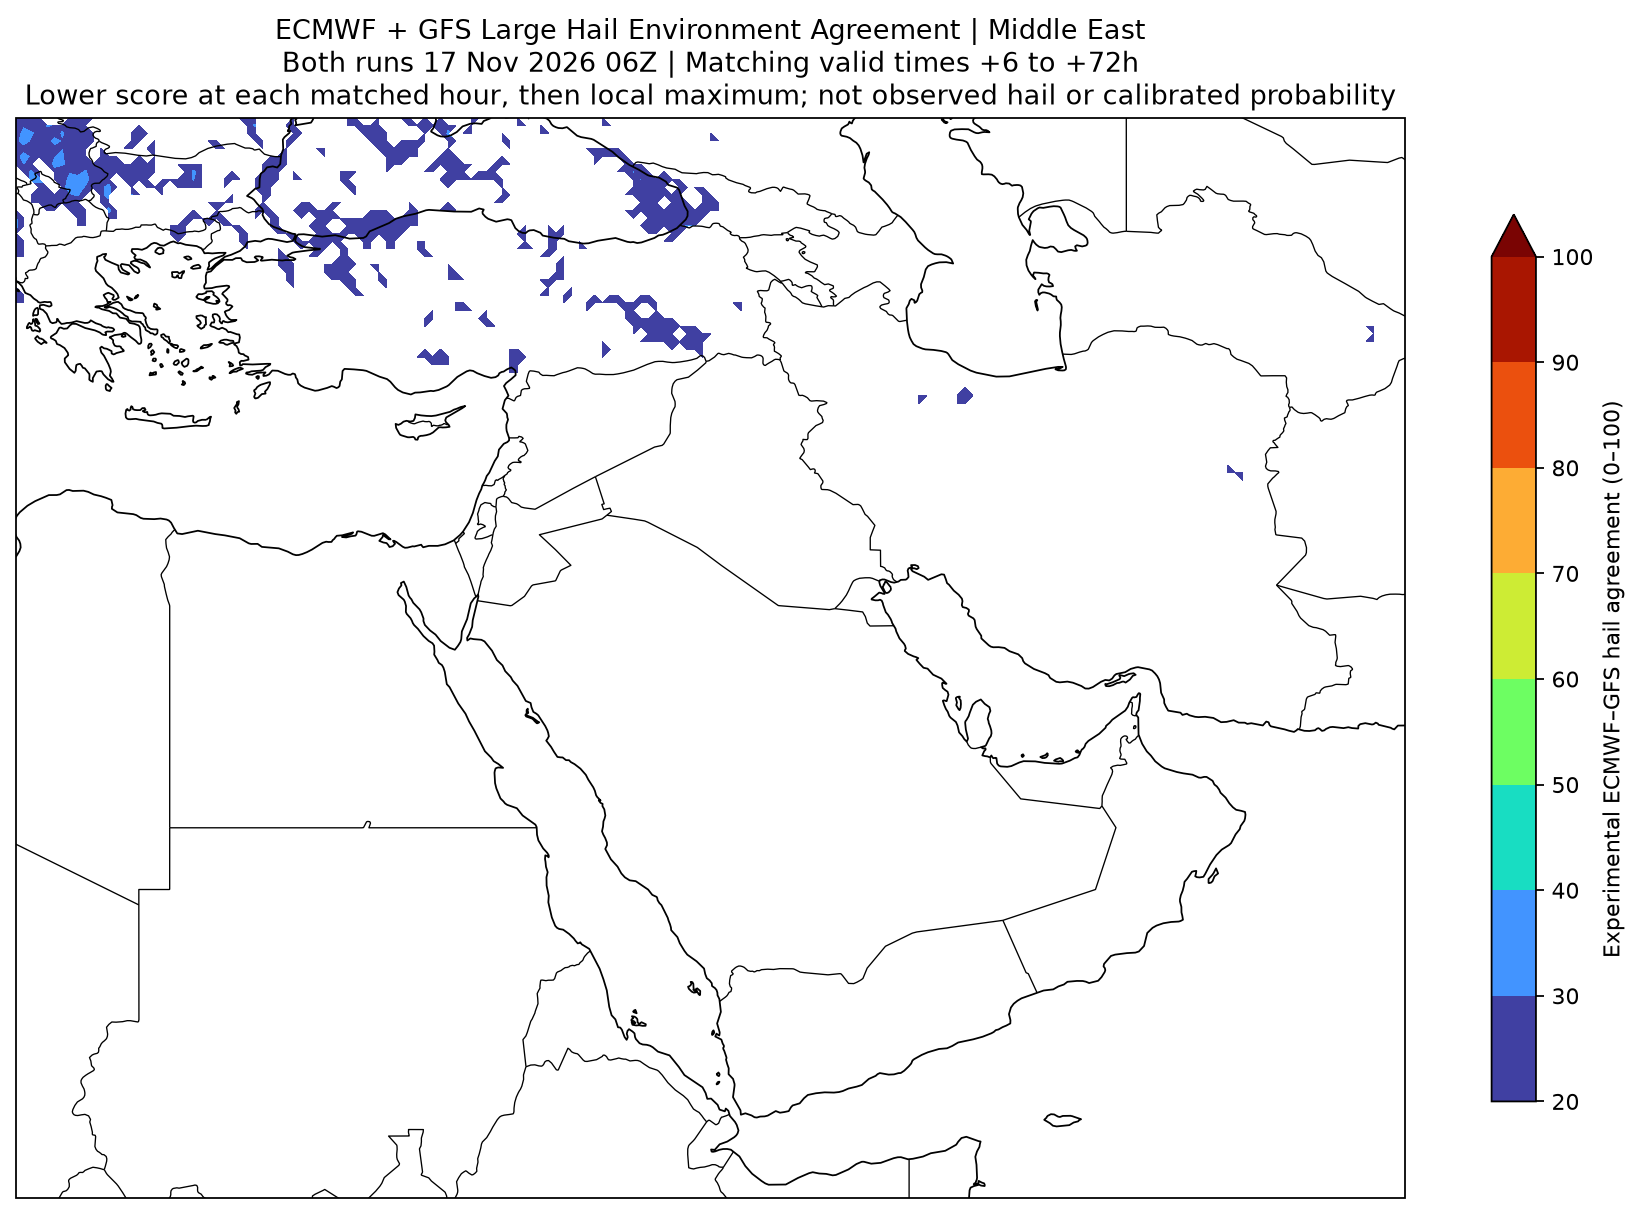 ECMWF + GFS Large Hail Environment Agreement | Middle East
Both runs 17 Nov 2026 06Z | Matching valid times +6 to +72h
Lower score at each matched hour, then local maximum; not observed hail or calibrated probability
100
90
80
70
60
50
40
30
20
Experimental ECMWF–GFS hail agreement (0–100)